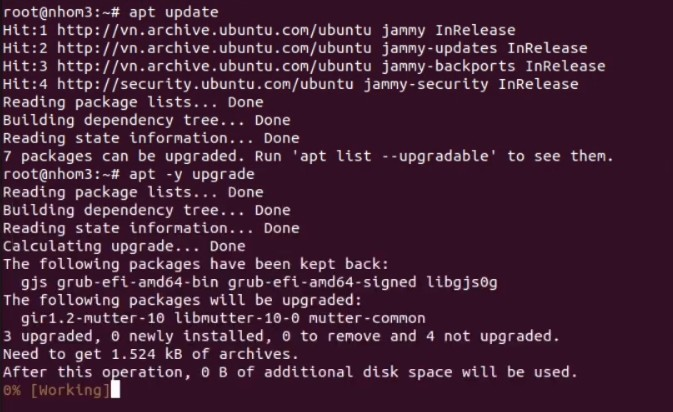 root@nhom3:~# apt update
Hit:1 http://vn.archive.ubuntu.com/ubuntu jammy InRelease
Hit:2 http://vn.archive.ubuntu.com/ubuntu jammy-updates InRelease
Hit:3 http://vn.archive.ubuntu.com/ubuntu jammy-backports InRelease
Hit:4 http://security.ubuntu.com/ubuntu jammy-security InRelease
Reading package lists... Done
Building dependency tree... Done
Reading state information... Done
7 packages can be upgraded. Run 'apt list --upgradable' to see them.
root@nhom3:~# apt -y upgrade
Reading package lists... Done
Building dependency tree... Done
Reading state information... Done
Calculating upgrade... Done
The following packages have been kept back:
  gjs grub-efi-amd64-bin grub-efi-amd64-signed libgjs0g
The following packages will be upgraded:
  gir1.2-mutter-10 libmutter-10-0 mutter-common
3 upgraded, 0 newly installed, 0 to remove and 4 not upgraded.
Need to get 1.524 kB of archives.
After this operation, 0 B of additional disk space will be used.
0% [Working]